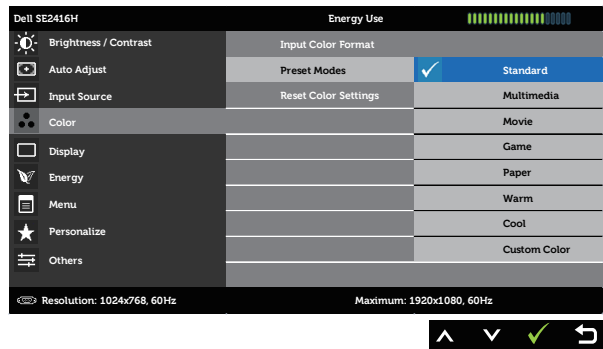 Dell SE2416H Energy Use
Brightness / Contrast Input Color Format
Auto Adjust Preset Modes Standard
Input Source Reset Color Settings Multimedia
Color Movie
Display Game
Energy Paper
Menu Warm
Personalize Cool
Others Custom Color
Resolution: 1024x768, 60Hz Maximum: 1920x1080, 60Hz